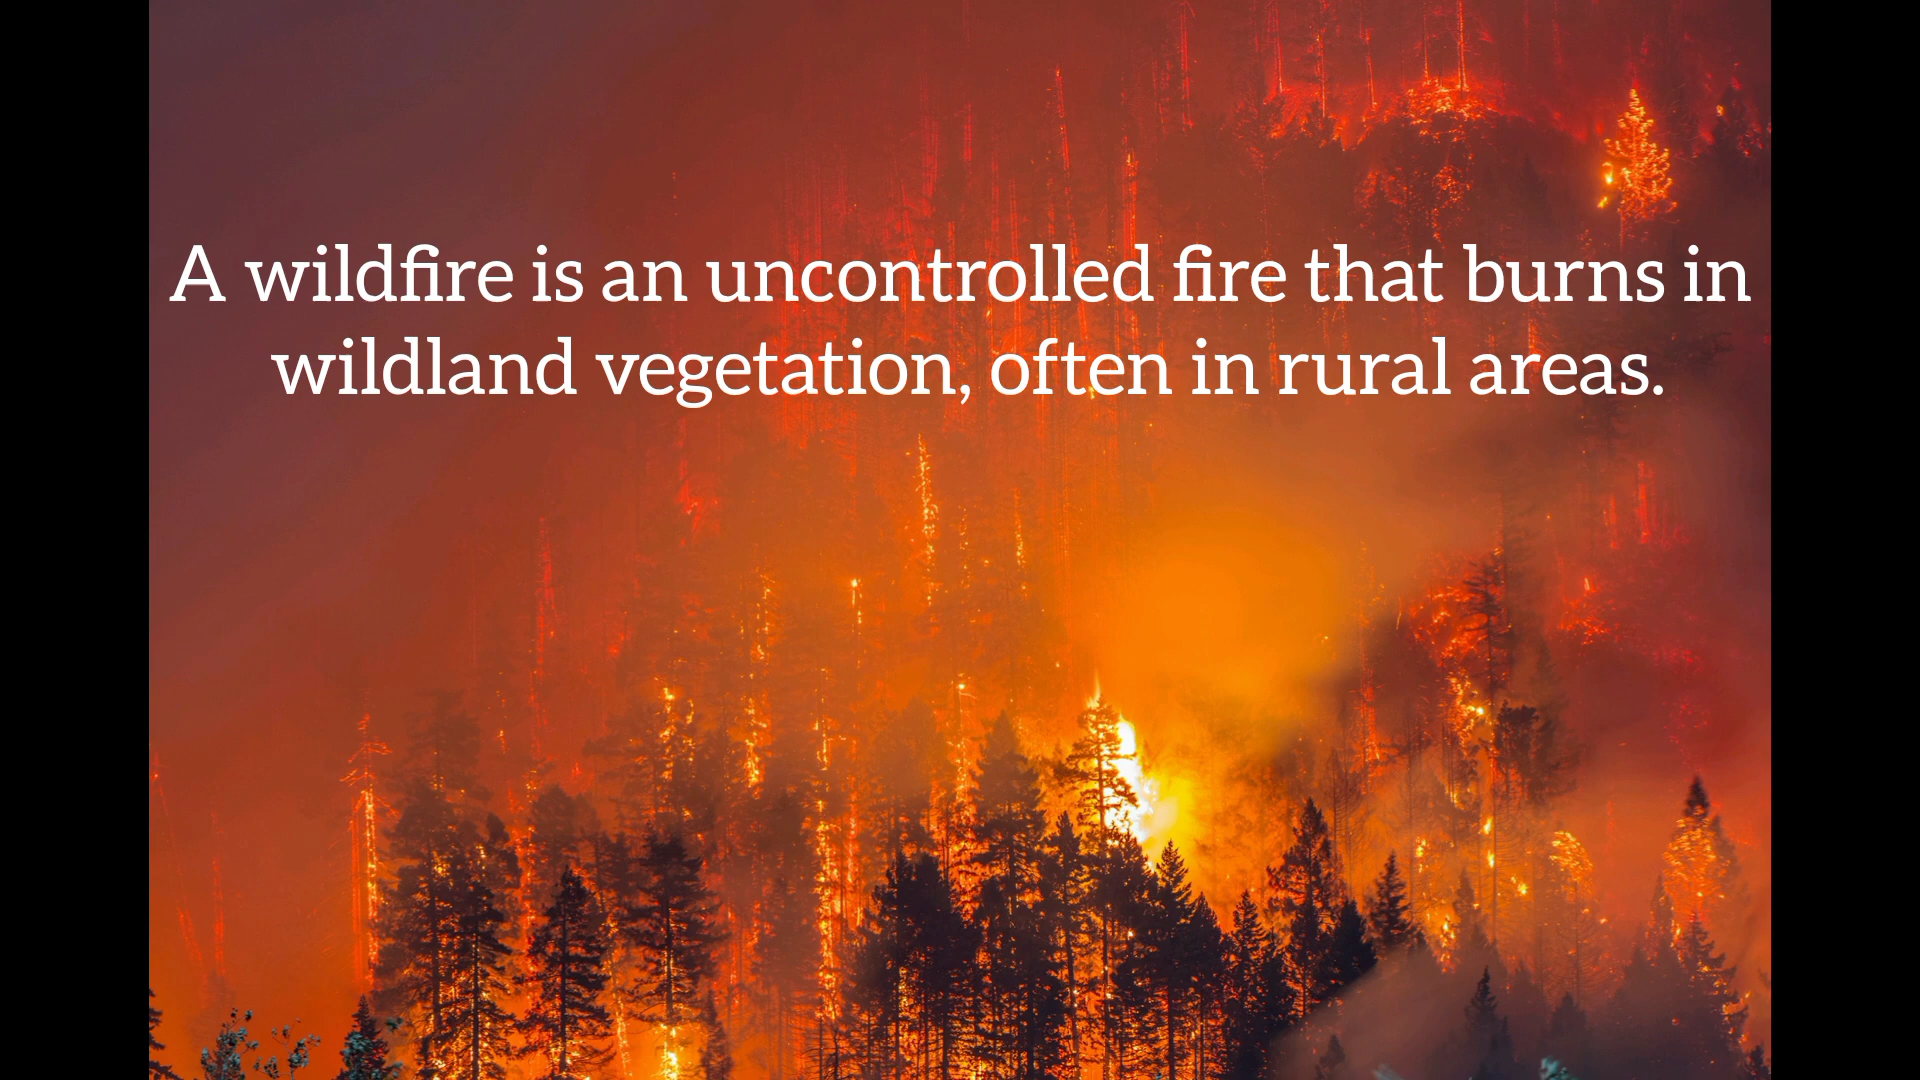 A wildfire is an uncontrolled fire that burns in
wildland vegetation, often in rural areas.